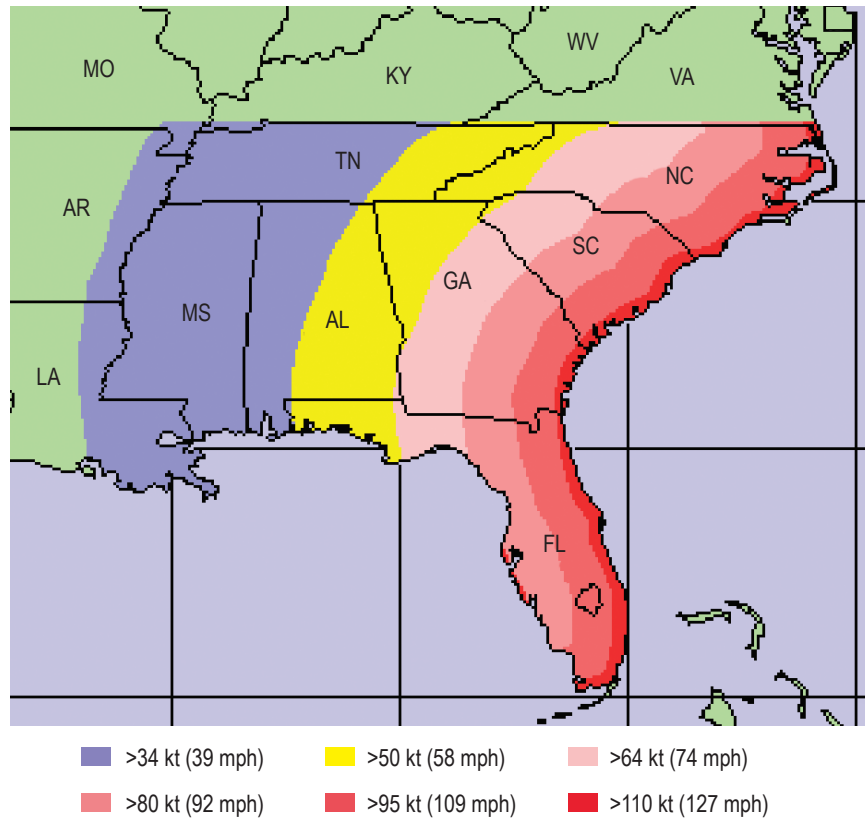 WV
MO
KY
VA
TN
NC
AR
SC
GA
MS
AL
LA
FL
>34 kt (39 mph) >50 kt (58 mph) >64 kt (74 mph)
>80 kt (92 mph) >95 kt (109 mph) >110 kt (127 mph)